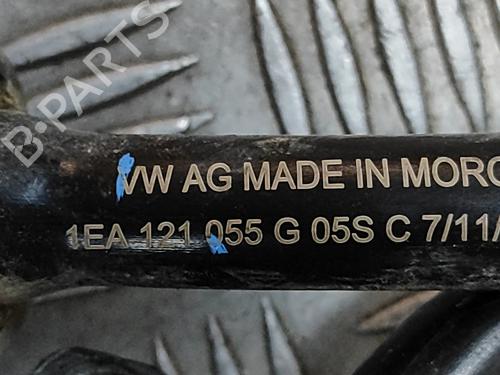 B-PARTS
VW AG MADE IN MORO
1EA 121 055 G 05S C 7/11/